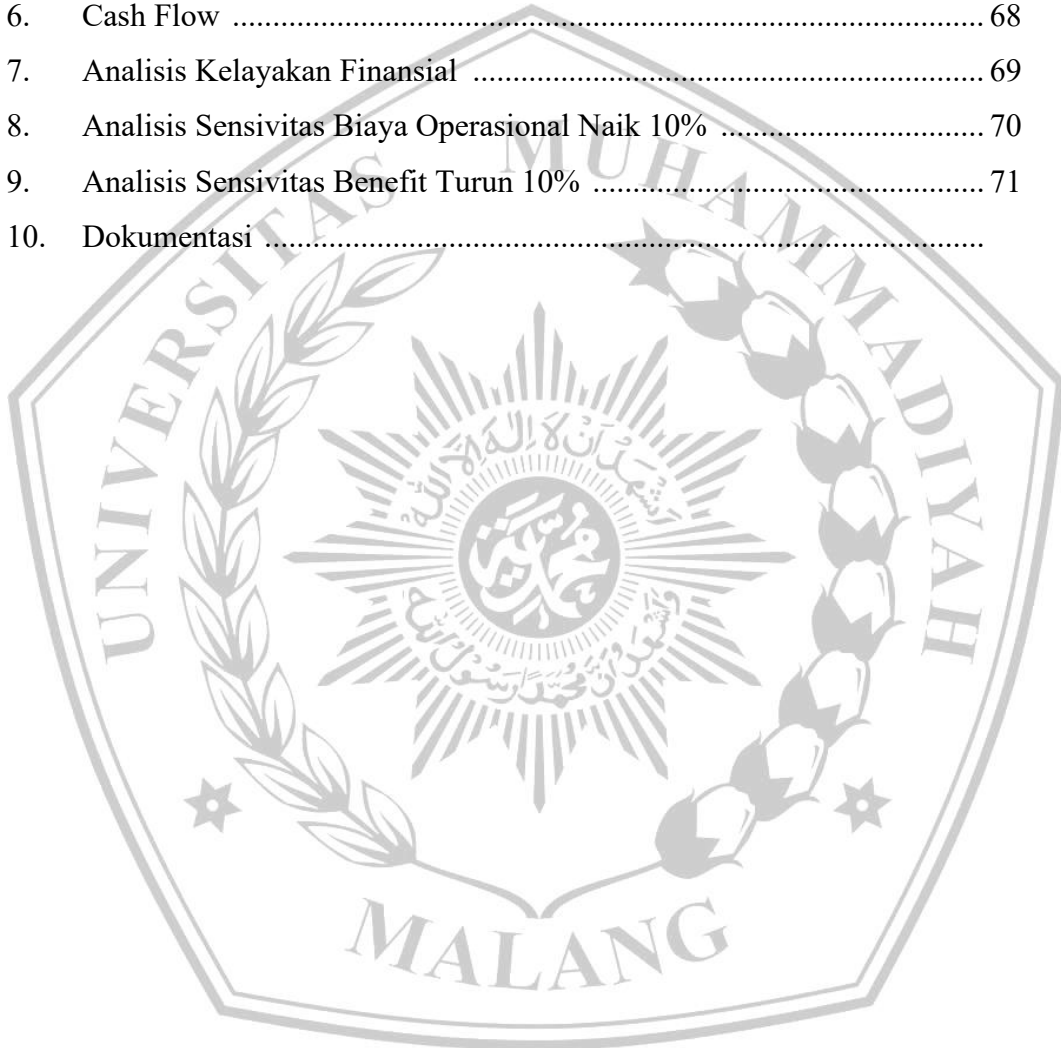 6. Cash Flow ................................................................................................ 68
7. Analisis Kelayakan Finansial ................................................................. 69
8. Analisis Sensivitas Biaya Operasional Naik 10% .................................. 70
9. Analisis Sensivitas Benefit Turun 10% .................................................. 71
10. Dokumentasi ............................................................................................
UNIVERSITAS MUHAMMADIYAH
MALANG